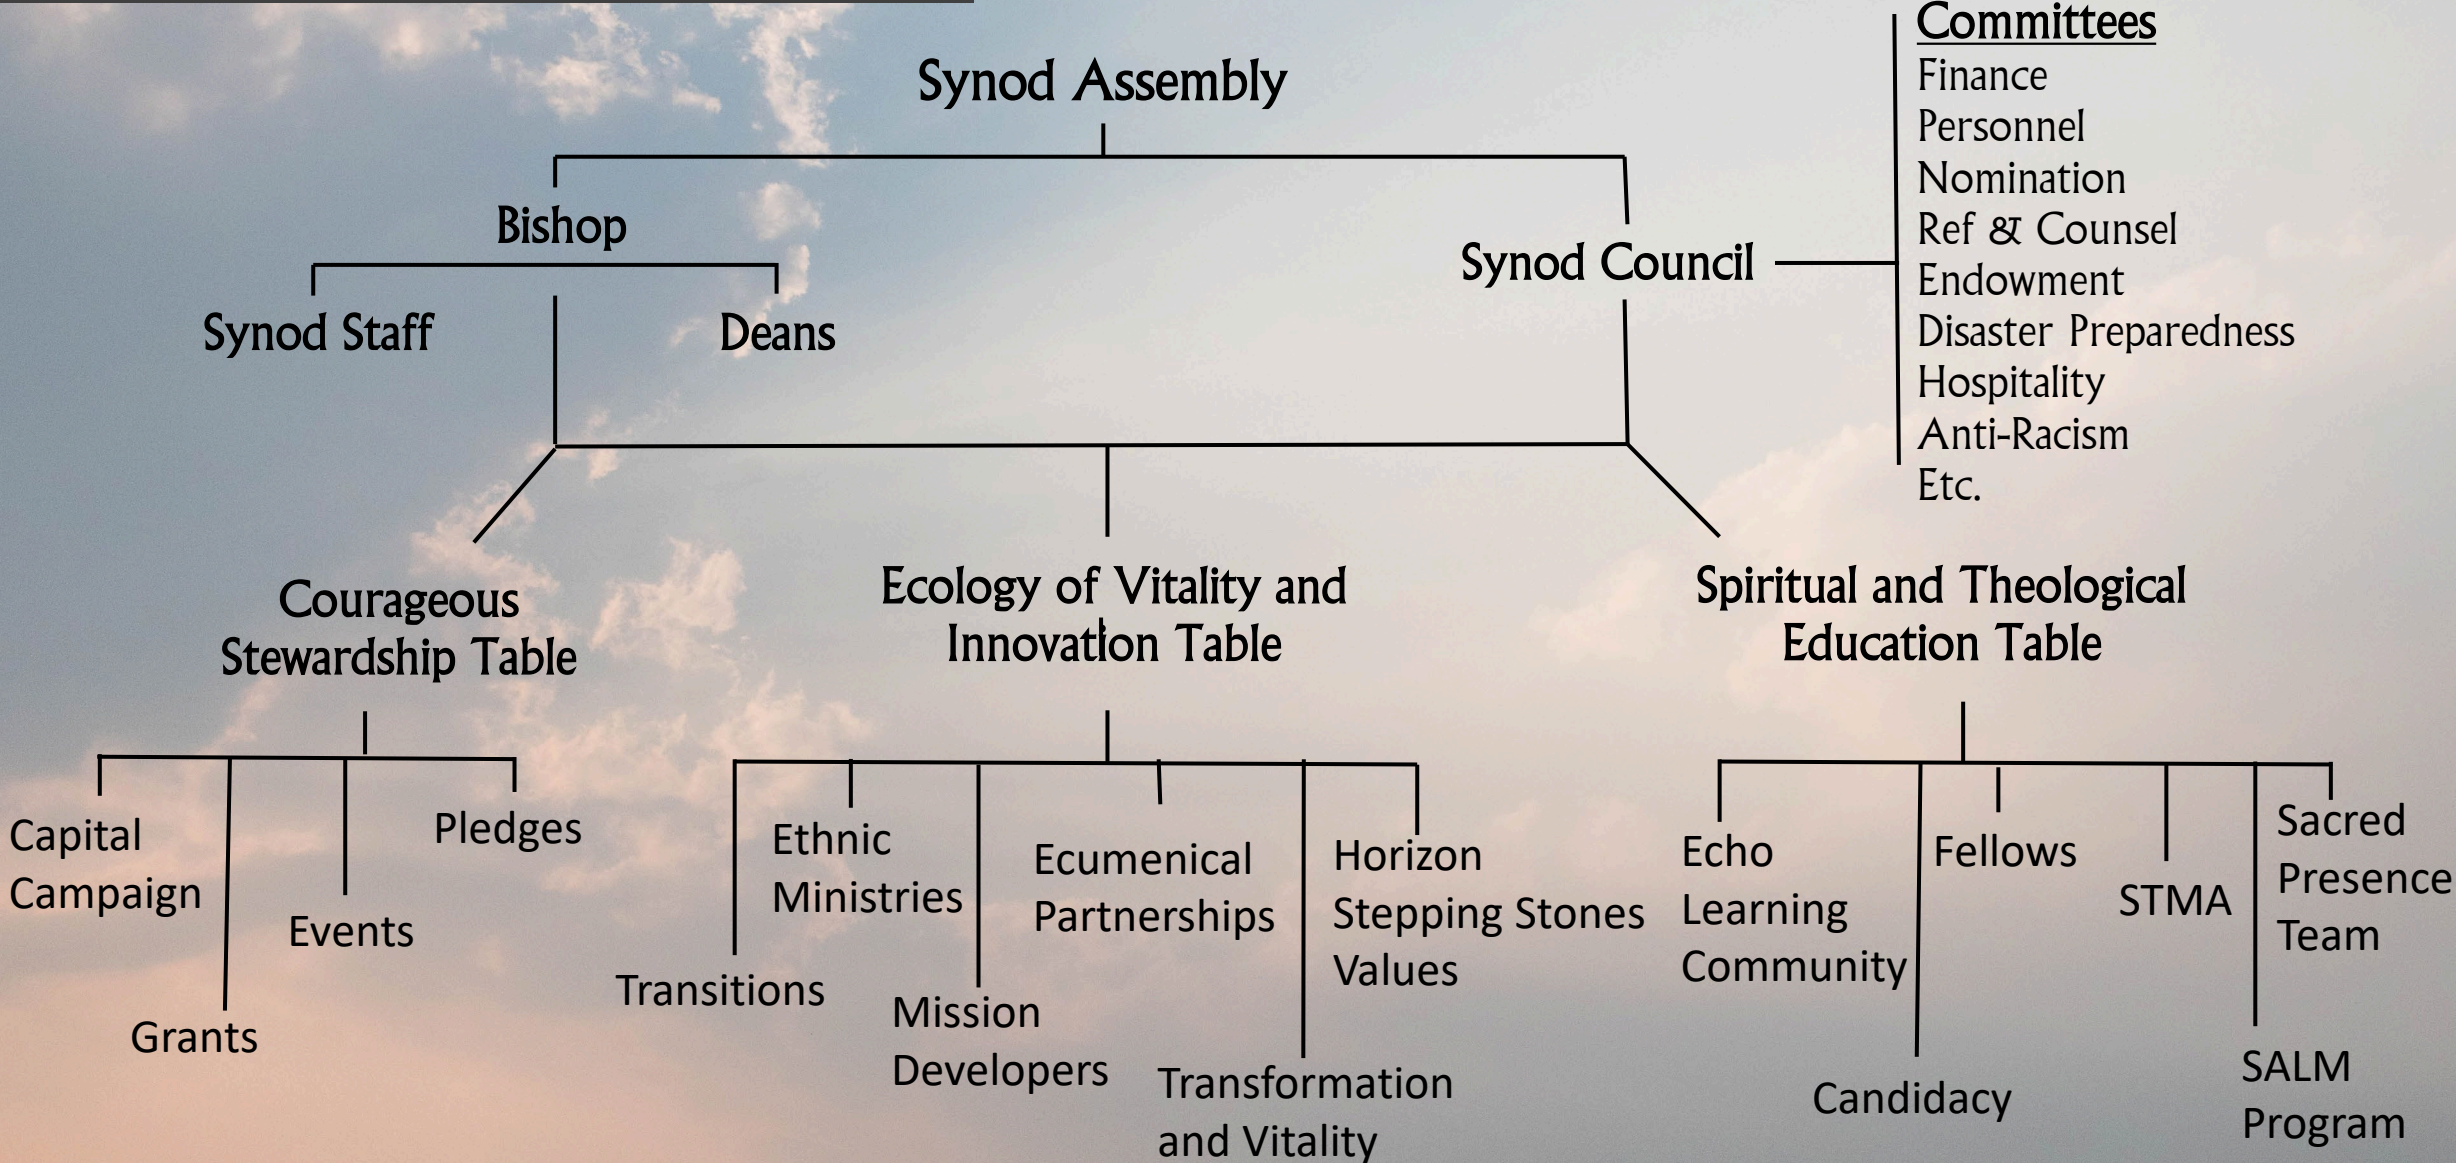 Synod Assembly
Bishop
Synod Staff
Deans
Synod Council
Committees
Finance
Personnel
Nomination
Ref & Counsel
Endowment
Disaster Preparedness
Hospitality
Anti-Racism
Etc.
Courageous
Stewardship Table
Capital
Campaign
Grants
Events
Pledges
Ecology of Vitality and
Innovation Table
Transitions
Ethnic
Ministries
Mission
Developers
Ecumenical
Partnerships
Transformation
and Vitality
Horizon
Stepping Stones
Values
Spiritual and Theological
Education Table
Echo
Learning
Community
Candidacy
Fellows
STMA
SALM
Program
Sacred
Presence
Team